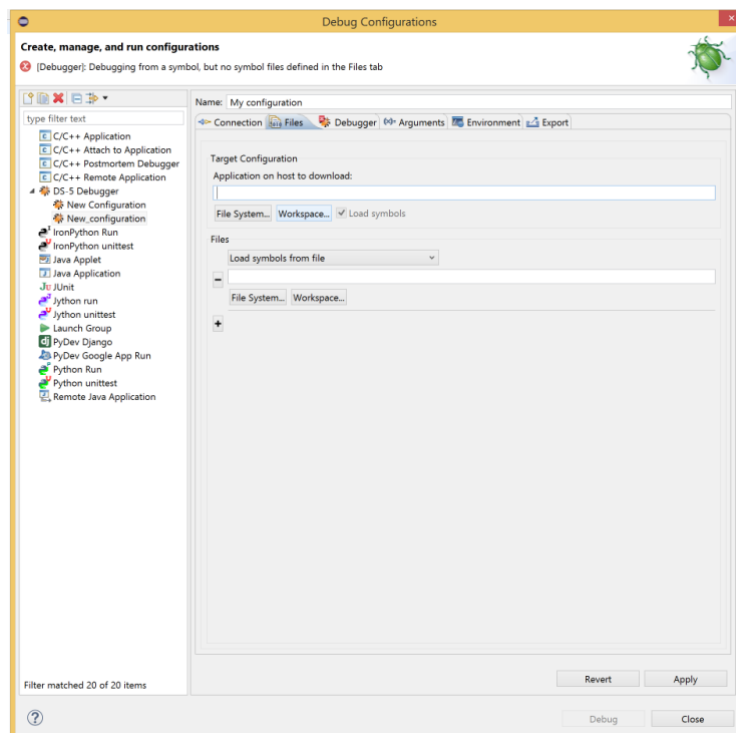 Debug Configurations
Create, manage, and run configurations
[Debugger]: Debugging from a symbol, but no symbol files defined in the Files tab
type filter text
C/C++ Application
C/C++ Attach to Application
C/C++ Postmortem Debugger
C/C++ Remote Application
DS-5 Debugger
New Configuration
New_configuration
IronPython Run
IronPython unittest
Java Applet
Java Application
JUnit
Jython run
Jython unittest
Launch Group
PyDev Django
PyDev Google App Run
Python Run
Python unittest
Remote Java Application
Filter matched 20 of 20 items
Name: My configuration
Connection Files Debugger Arguments Environment Export
Target Configuration
Application on host to download:
File System... Workspace... Load symbols
Files
Load symbols from file
File System... Workspace...
Revert Apply
Debug Close